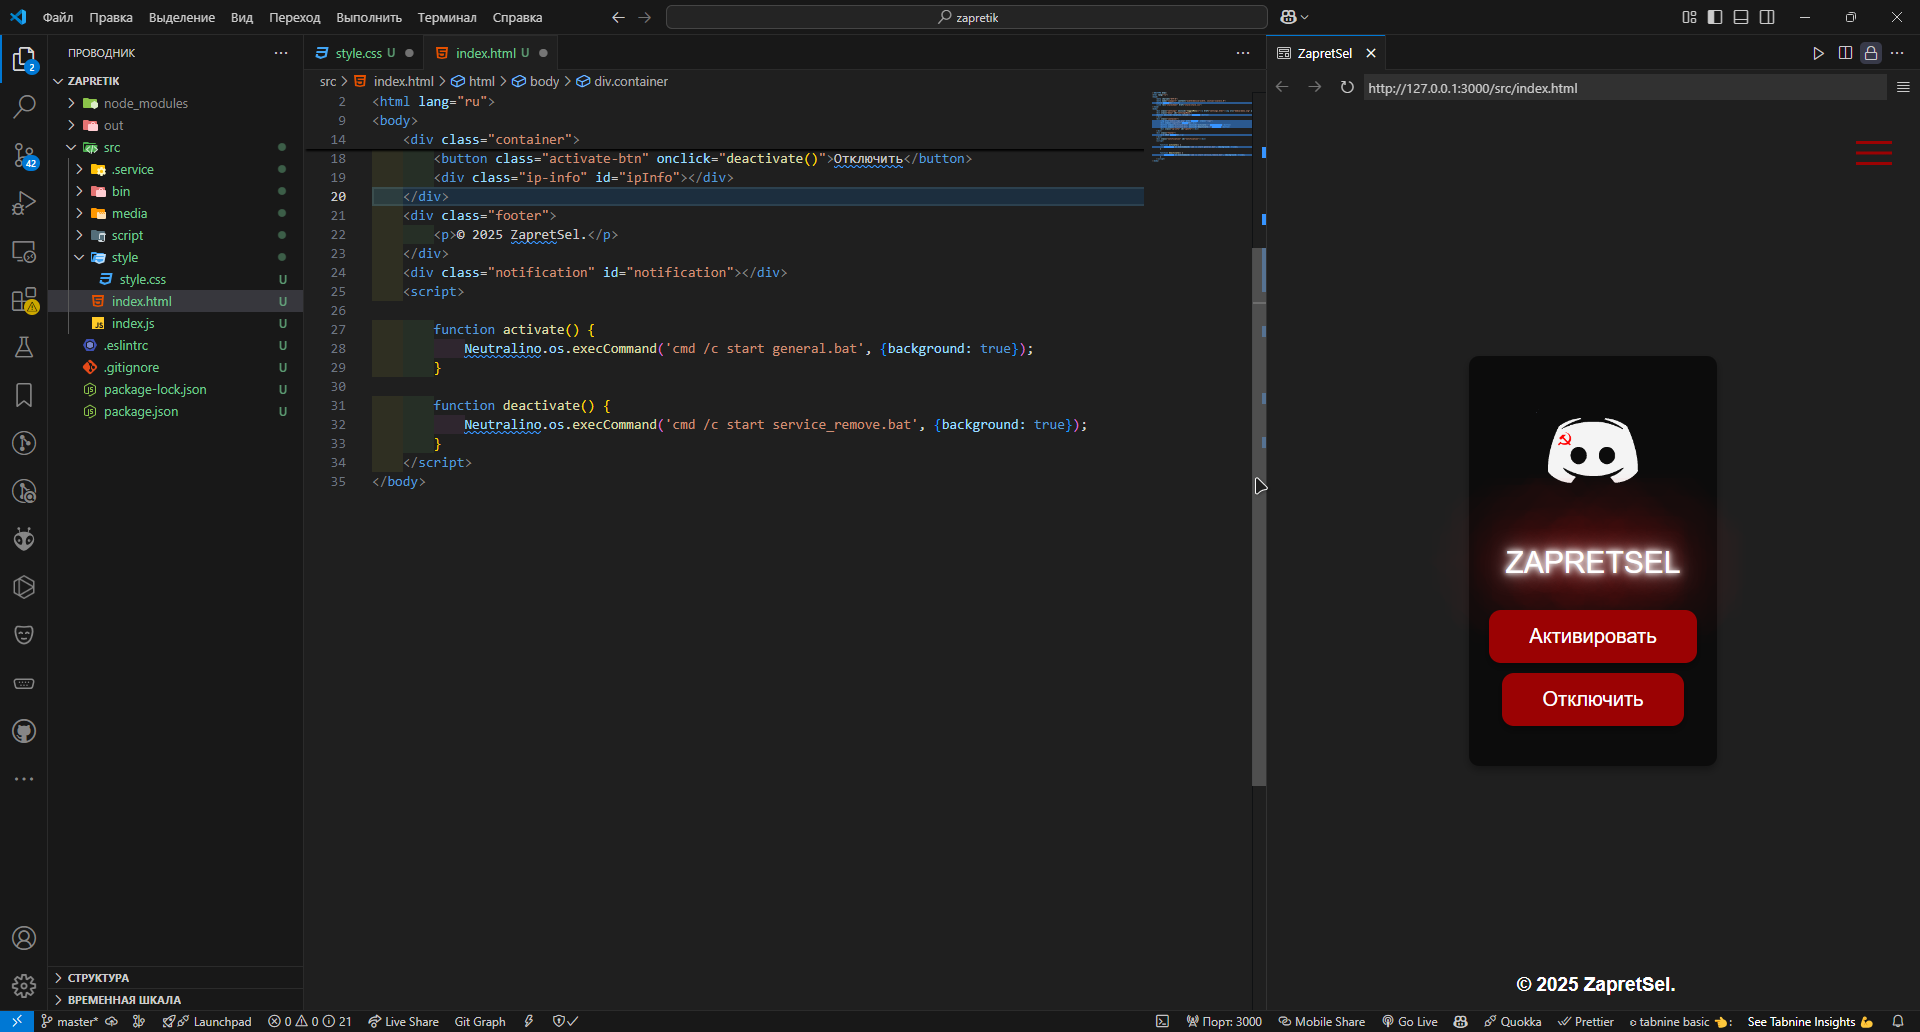 Файл Правка Выделение Вид Переход Выполнить Терминал Справка
zapretik
ПРОВОДНИК
style.css U
index.html U
ZapretSel
ZAPRETIK
src > index.html > html > body > div.container
http://127.0.0.1:3000/src/index.html
node_modules
out
src
.service
bin
media
script
style
style.css U
index.html U
index.js U
.eslintrc U
.gitignore U
package-lock.json U
package.json U
2
42
2 <html lang="ru">
9 <body>
14 <div class="container">
18 <button class="activate-btn" onclick="deactivate()">Отключить</button>
19 <div class="ip-info" id="ipInfo"></div>
20 </div>
21 <div class="footer">
22 <p>© 2025 ZapretSel.</p>
23 </div>
24 <div class="notification" id="notification"></div>
25 <script>
26
27 function activate() {
28 Neutralino.os.execCommand('cmd /c start general.bat', {background: true});
29 }
30
31 function deactivate() {
32 Neutralino.os.execCommand('cmd /c start service_remove.bat', {background: true});
33 }
34 </script>
35 </body>
ZAPRETSEL
Активировать
Отключить
© 2025 ZapretSel.
СТРУКТУРА
ВРЕМЕННАЯ ШКАЛА
master* Launchpad 0 0 21 Live Share Git Graph Порт: 3000 Mobile Share Go Live Quokka Prettier tabnine basic See Tabnine Insights